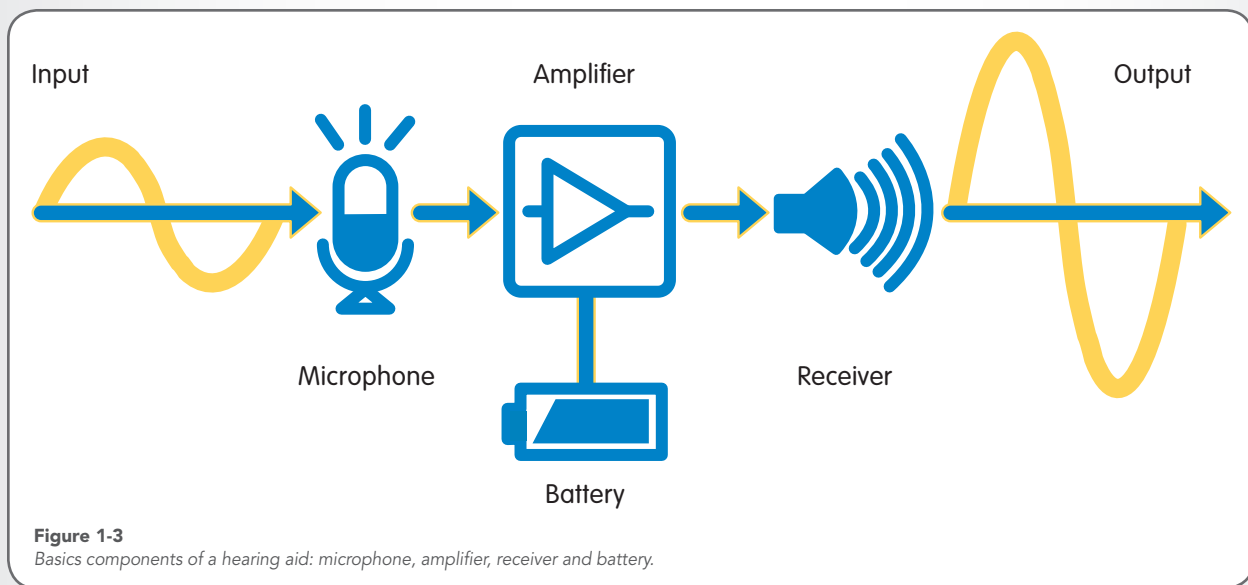 Input
Amplifier
Output
Microphone
Receiver
Battery
Figure 1-3
Basics components of a hearing aid: microphone, amplifier, receiver and battery.